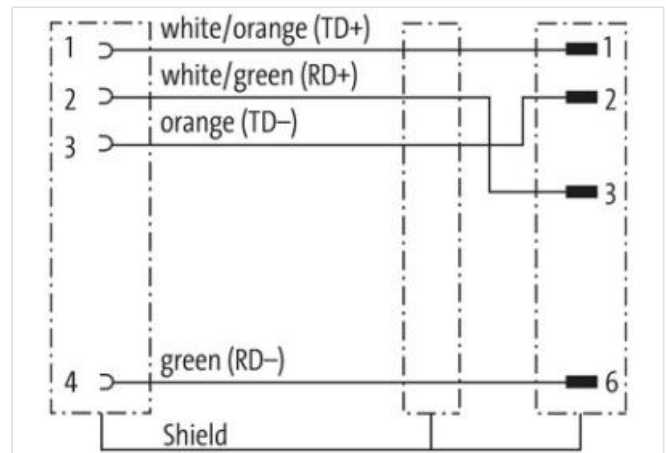 1 white/orange (TD+) 1
2 white/green (RD+) 2
3 orange (TD–)
3
4 green (RD–) 6
Shield